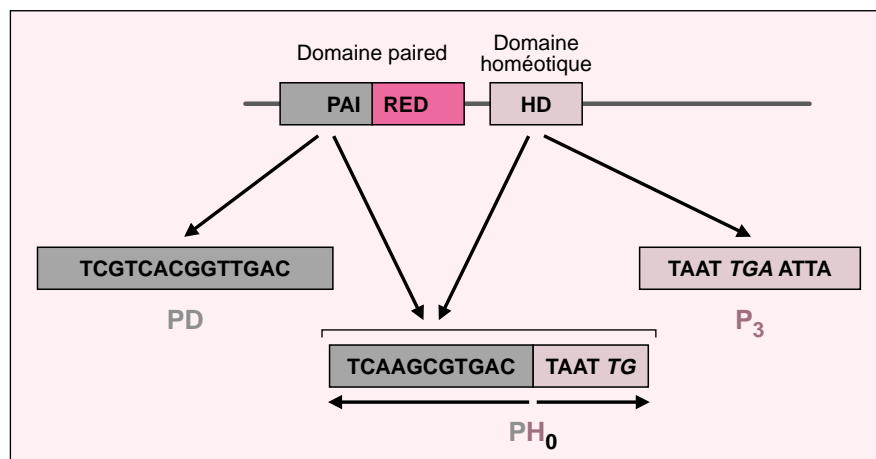 Domaine paired
Domaine
homéotique
PAI RED
HD
TCGTCACGGTTGAC
PD
TAAT TGA ATTA
P3
TCAAGCGTGAC TAAT TG
PH0